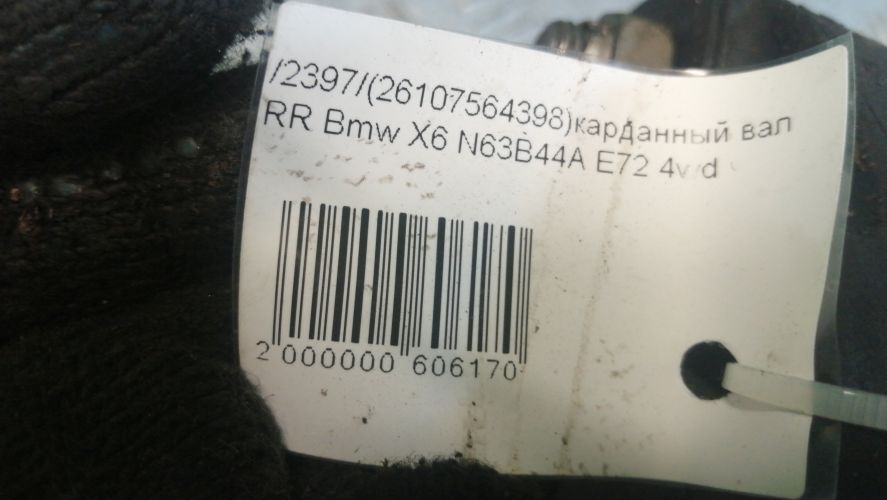 /2397/(26107564398)карданный вал
RR Bmw X6 N63B44A E72 4wd
2 000000 606170